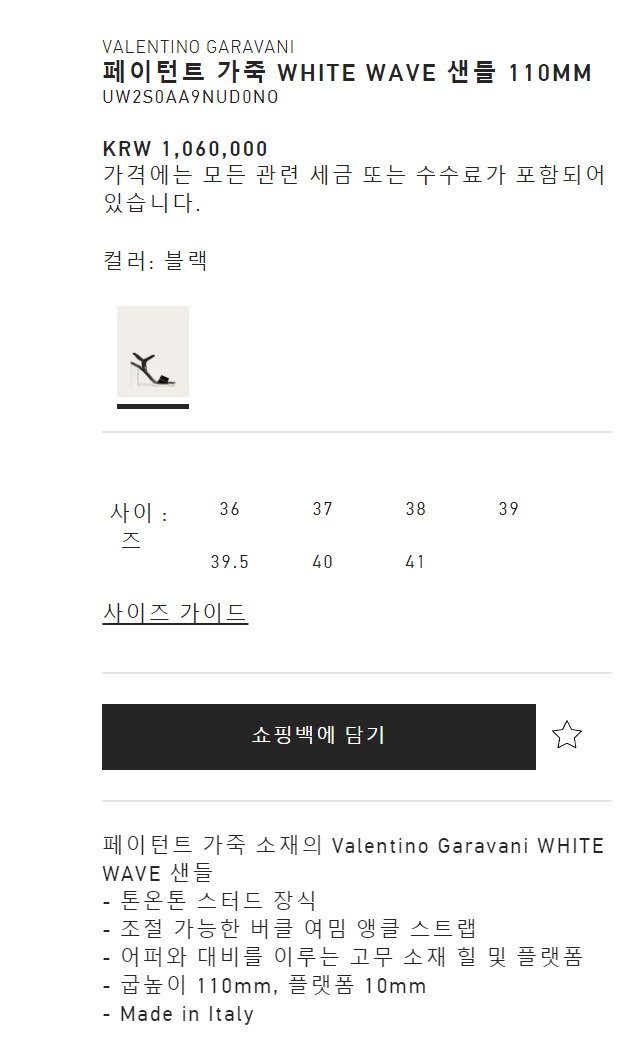 VALENTINO GARAVANI
페이턴트 가죽 WHITE WAVE 샌들 110MM
UW2S0AA9NUD0NO
KRW 1,060,000
가격에는 모든 관련 세금 또는 수수료가 포함되어
있습니다.
컬러: 블랙
사이 :
즈
36 37 38 39
39.5 40 41
사이즈 가이드
쇼핑백에 담기
페이턴트 가죽 소재의 Valentino Garavani WHITE
WAVE 샌들
- 톤온톤 스터드 장식
- 조절 가능한 버클 여밈 앵클 스트랩
- 어퍼와 대비를 이루는 고무 소재 힐 및 플랫폼
- 굽높이 110mm, 플랫폼 10mm
- Made in Italy